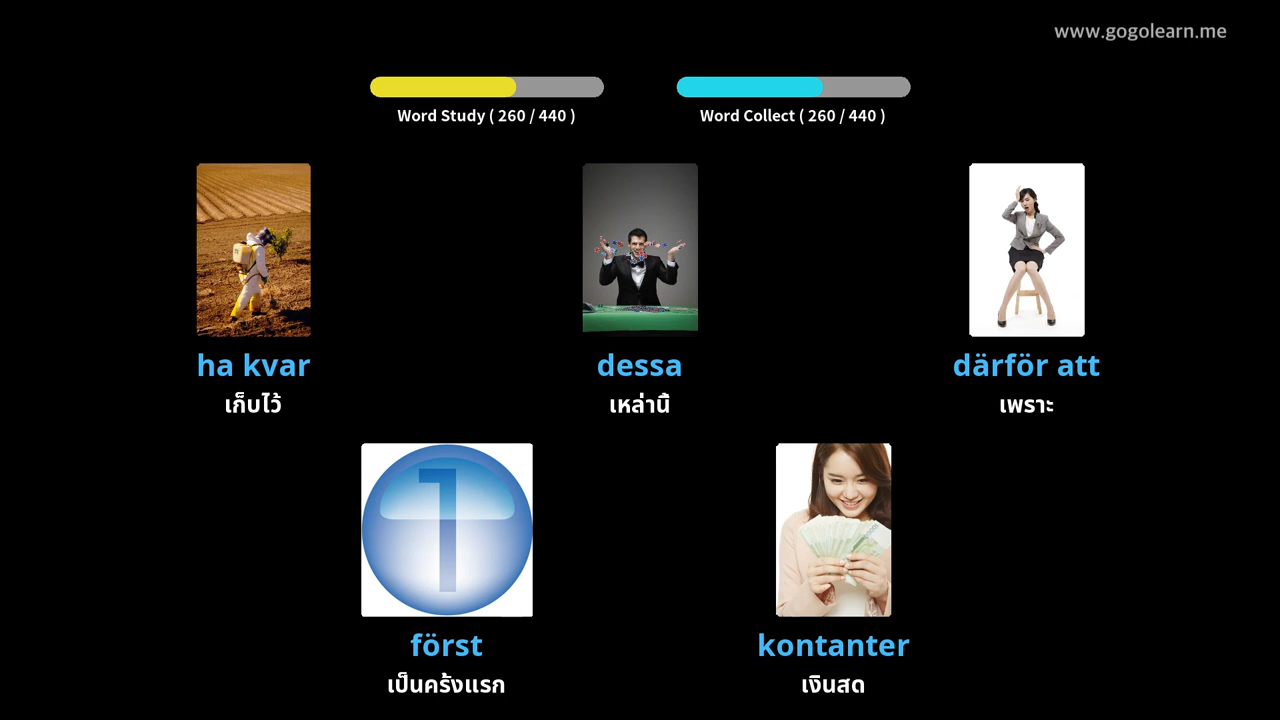 www.gogolearn.me
Word Study ( 260 / 440 )
Word Collect ( 260 / 440 )
ha kvar
เก็บไว้
dessa
เหล่านี้
därför att
เพราะ
1
först
เป็นครั้งแรก
kontanter
เงินสด